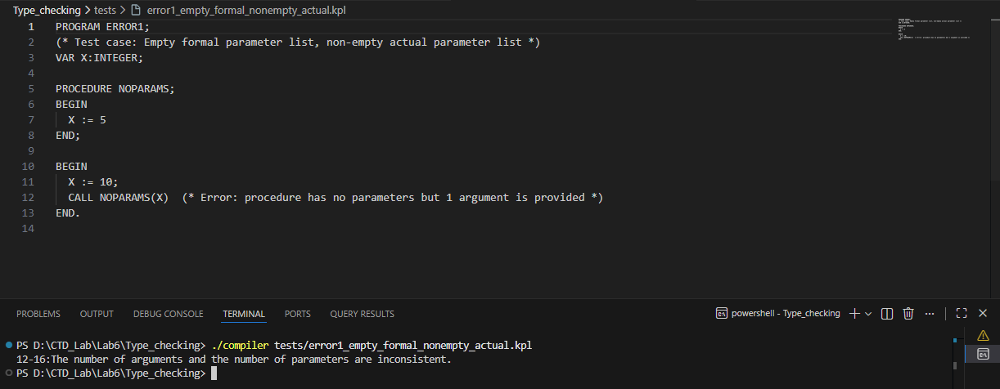 Type_checking > tests > error1_empty_formal_nonempty_actual.kpl
1 PROGRAM ERROR1;
2 (* Test case: Empty formal parameter list, non-empty actual parameter list *)
3 VAR X:INTEGER;
4
5 PROCEDURE NOPARAMS;
6 BEGIN
7 X := 5
8 END;
9
10 BEGIN
11 X := 10;
12 CALL NOPARAMS(X)  (* Error: procedure has no parameters but 1 argument is provided *)
13 END.
14
PROBLEMS OUTPUT DEBUG CONSOLE TERMINAL PORTS QUERY RESULTS powershell - Type_checking
PS D:\CTD_Lab\Lab6\Type_checking> ./compiler tests/error1_empty_formal_nonempty_actual.kpl
12-16:The number of arguments and the number of parameters are inconsistent.
PS D:\CTD_Lab\Lab6\Type_checking>